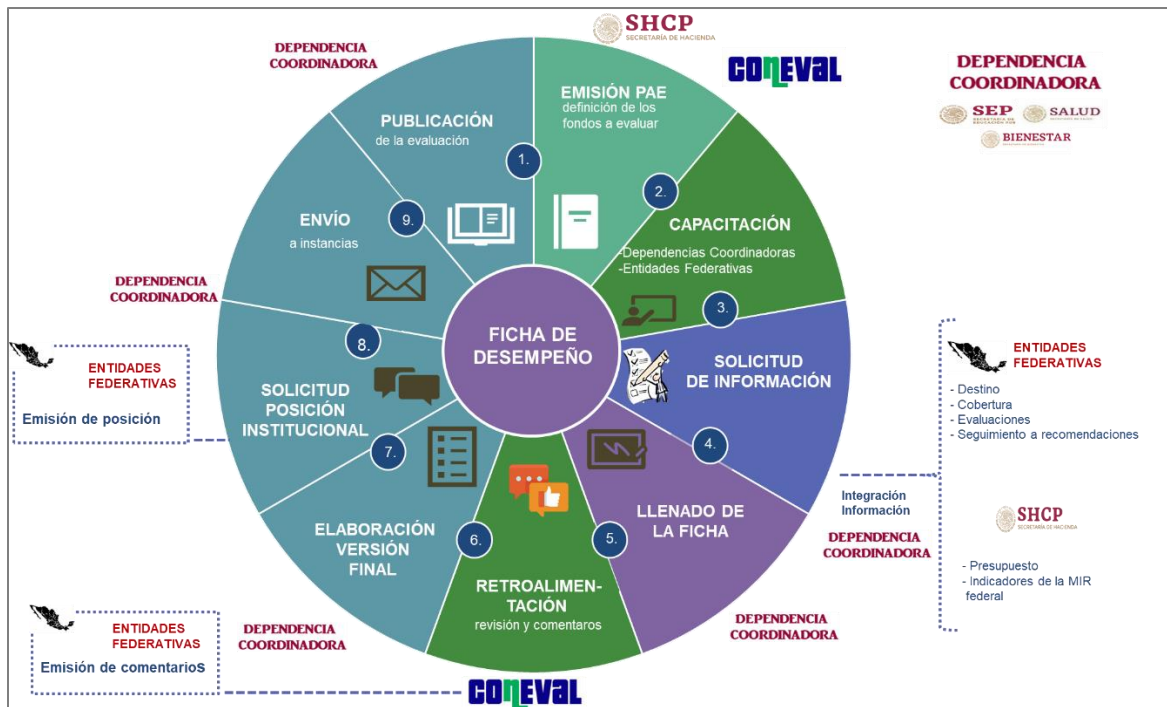 SHCP
SECRETARÍA DE HACIENDA
CONEVAL
DEPENDENCIA
COORDINADORA
SEP
SALUD
BIENESTAR
DEPENDENCIA
COORDINADORA
1.
EMISIÓN PAE
definición de los
fondos a evaluar
2.
CAPACITACIÓN
-Dependencias Coordinadoras
-Entidades Federativas
3.
SOLICITUD
DE INFORMACIÓN
ENTIDADES
FEDERATIVAS
- Destino
- Cobertura
- Evaluaciones
- Seguimiento a recomendaciones
Integración
Información
DEPENDENCIA
COORDINADORA
SHCP
SECRETARÍA DE HACIENDA
- Presupuesto
- Indicadores de la MIR
federal
4.
LLENADO DE
LA FICHA
DEPENDENCIA
COORDINADORA
5.
RETROALIMEN-
TACIÓN
revisión y comentaros
CONEVAL
ENTIDADES
FEDERATIVAS
Emisión de comentarios
6.
ELABORACIÓN
VERSIÓN
FINAL
DEPENDENCIA
COORDINADORA
7.
SOLICITUD
POSICIÓN
INSTITUCIONAL
ENTIDADES
FEDERATIVAS
Emisión de posición
8.
ENVÍO
a instancias
DEPENDENCIA
COORDINADORA
9.
PUBLICACIÓN
de la evaluación
FICHA DE
DESEMPEÑO